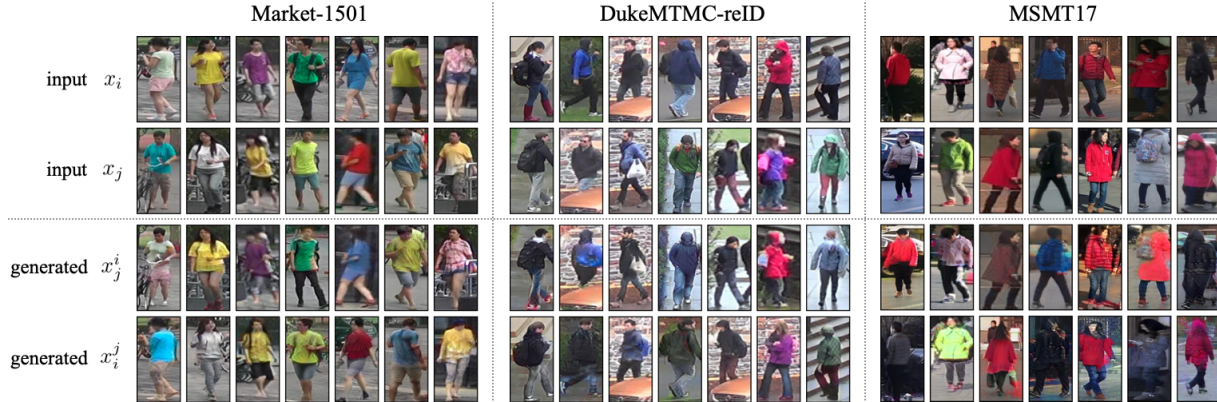 Market-1501 DukeMTMC-reID MSMT17
input x_i
input x_j
generated x_j^i
generated x_i^j